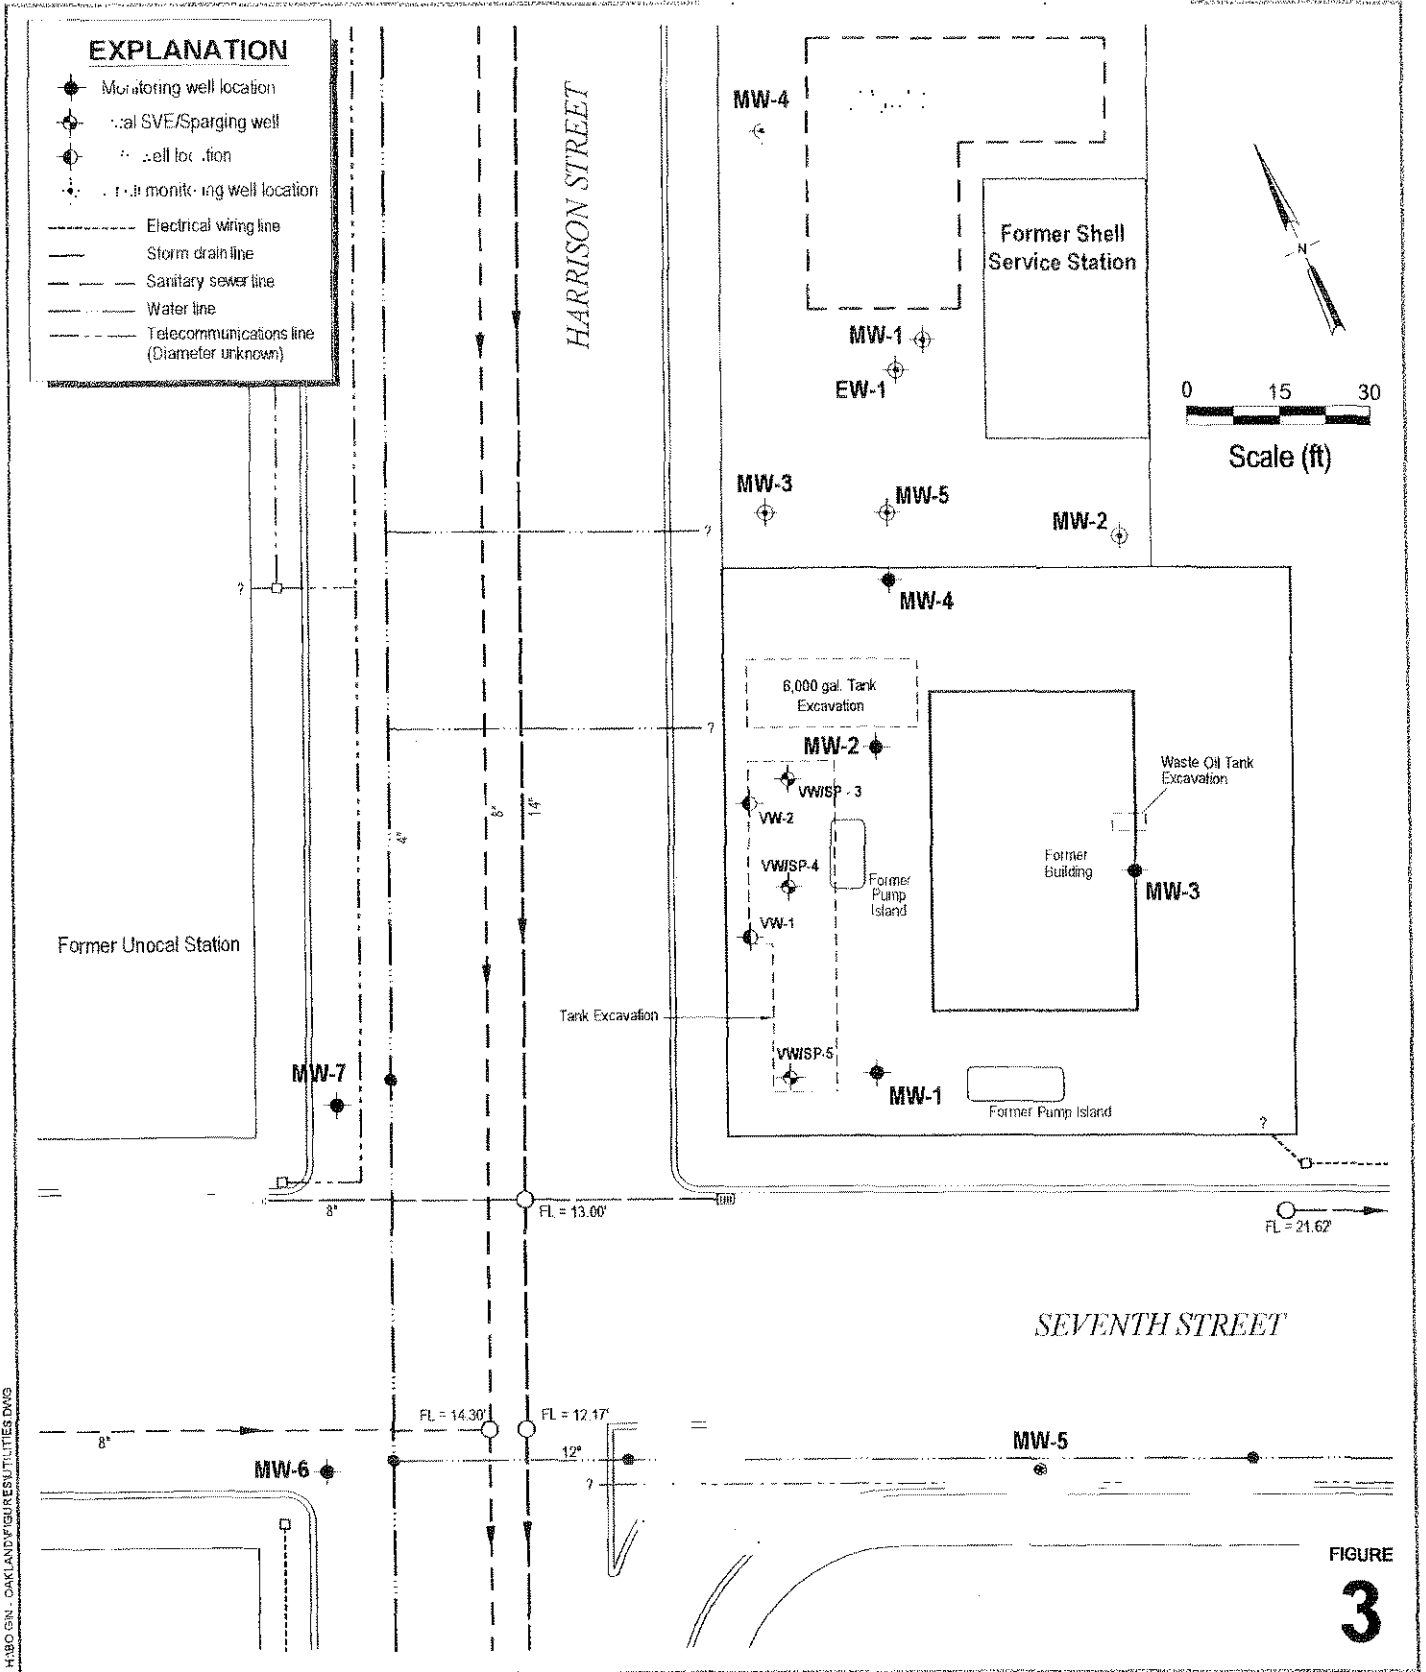 EXPLANATION
Monitoring well location
SVE/Sparging well
location
monitoring well location
Electrical wiring line
Storm drain line
Sanitary sewer line
Water line
Telecommunications line
(Diameter unknown)
HARRISON STREET
MW-4
Former Shell
Service Station
N
MW-1
EW-1
0 15 30
Scale (ft)
MW-3
MW-5
MW-2
?
?
MW-4
6,000 gal. Tank
Excavation
?
MW-2
Waste Oil Tank
Excavation
VW/SP - 3
VW-2
4"
8"
14"
VW/SP-4
Former
Pump
Island
Former
Building
MW-3
VW-1
Former Unocal Station
Tank Excavation
VW/SP-5
MW-7
MW-1
Former Pump Island
?
8"
FL = 13.00'
FL = 21.62'
SEVENTH STREET
FL = 14.30'
FL = 12.17'
8"
12"
MW-5
MW-6
?
FIGURE
3